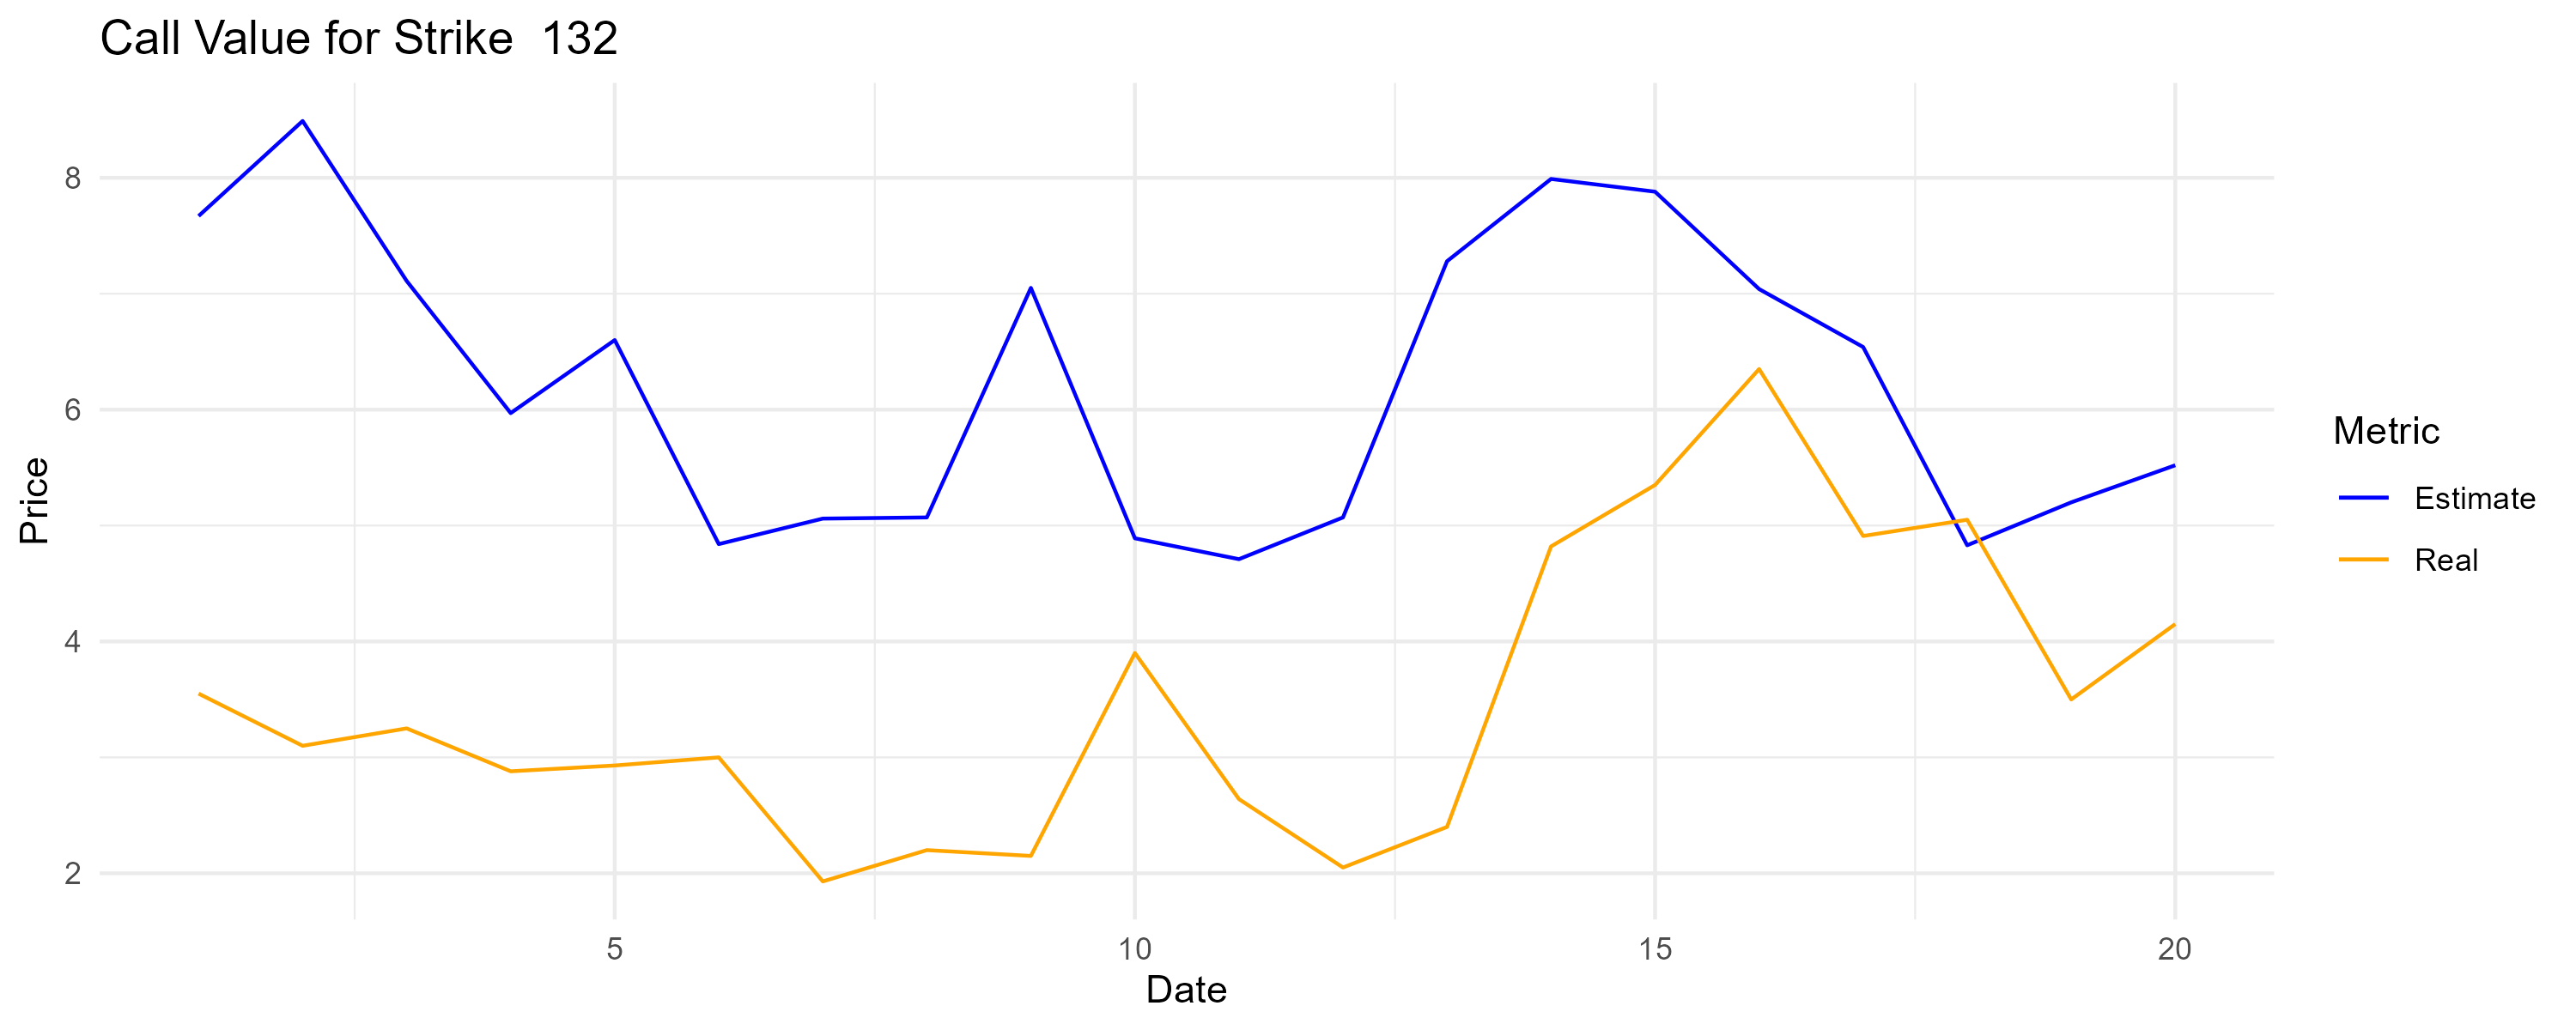 Call Value for Strike  132
8
6
4
2
Price
5 10 15 20
Date
Metric
Estimate
Real